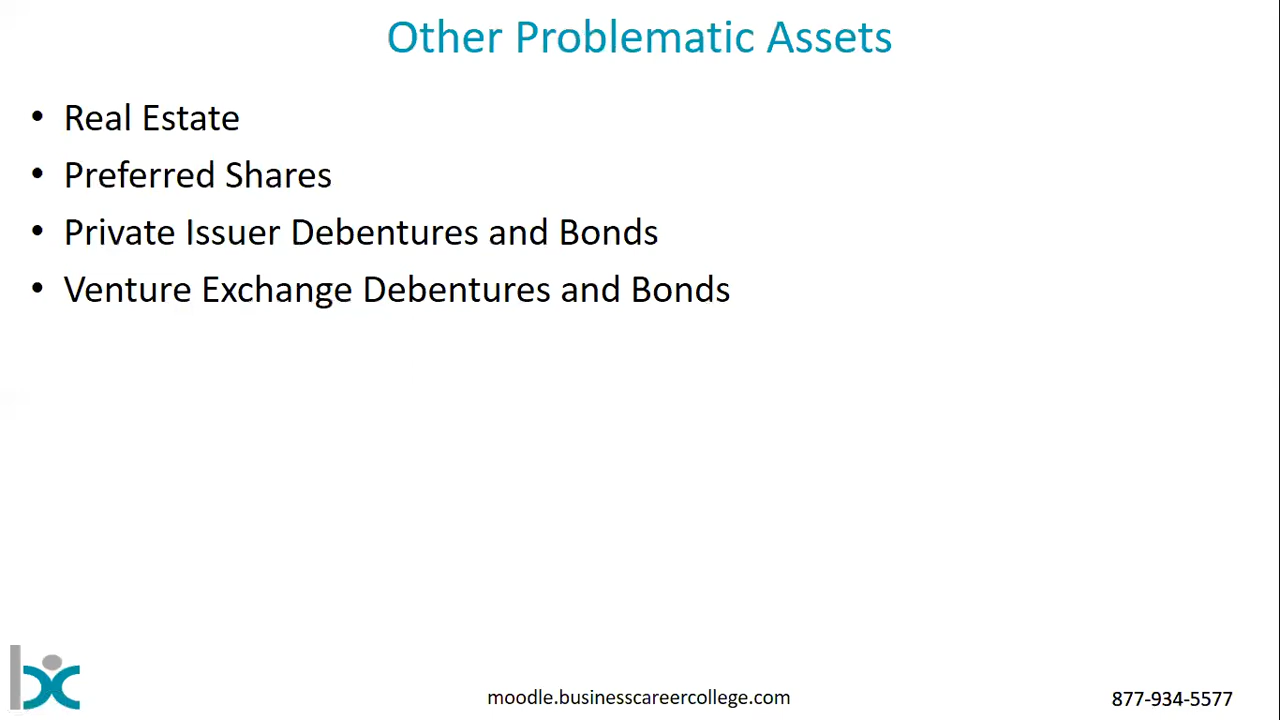 Other Problematic Assets
• Real Estate
• Preferred Shares
• Private Issuer Debentures and Bonds
• Venture Exchange Debentures and Bonds
bc
moodle.businesscareercollege.com
877-934-5577